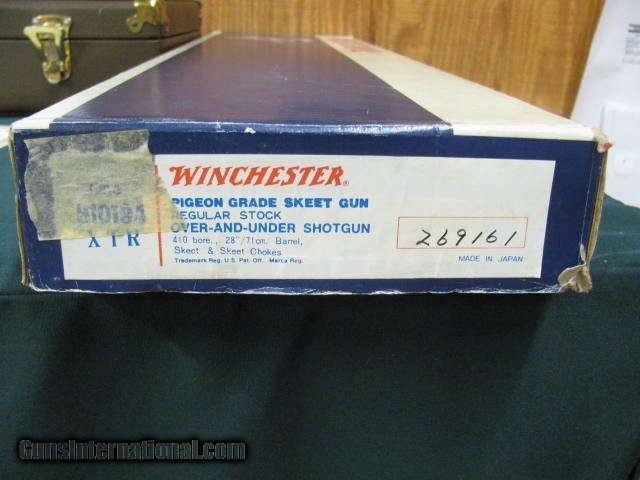 WINCHESTER®
PIGEON GRADE SKEET GUN
REGULAR STOCK
OVER-AND-UNDER SHOTGUN
410 bore., 28"/71cm, Barrel,
Skeet & Skeet Chokes
Trademark Reg. U.S. Pat. Off. Marca Reg.
XTR
269161
MADE IN JAPAN
GunsInternational.com